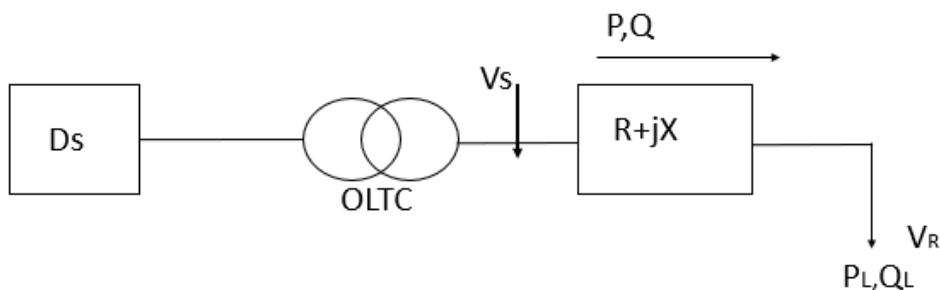 P,Q
Vs
Ds
R+jX
OLTC
VR
PL,QL